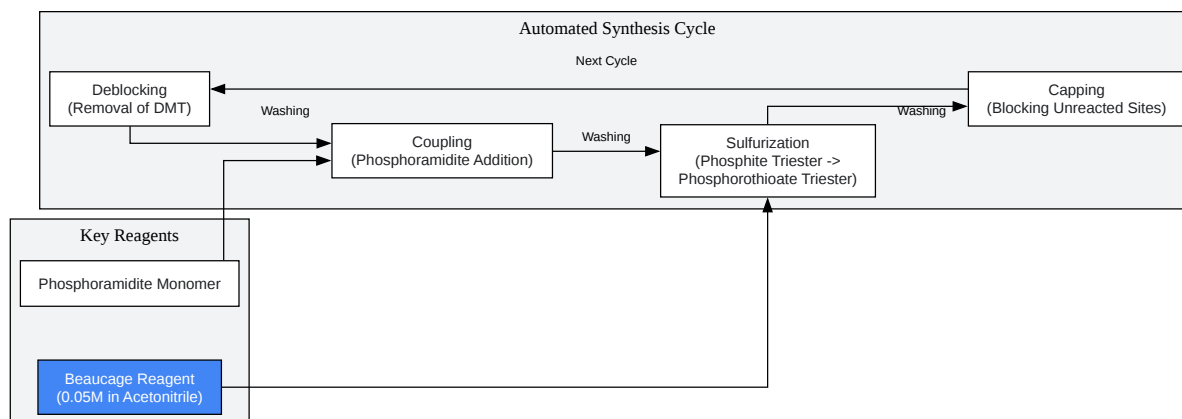 Automated Synthesis Cycle
Next Cycle
Deblocking
(Removal of DMT)
Washing
Coupling
(Phosphoramidite Addition)
Washing
Sulfurization
(Phosphite Triester ->
Phosphorothioate Triester)
Washing
Capping
(Blocking Unreacted Sites)
Key Reagents
Phosphoramidite Monomer
Beaucage Reagent
(0.05M in Acetonitrile)